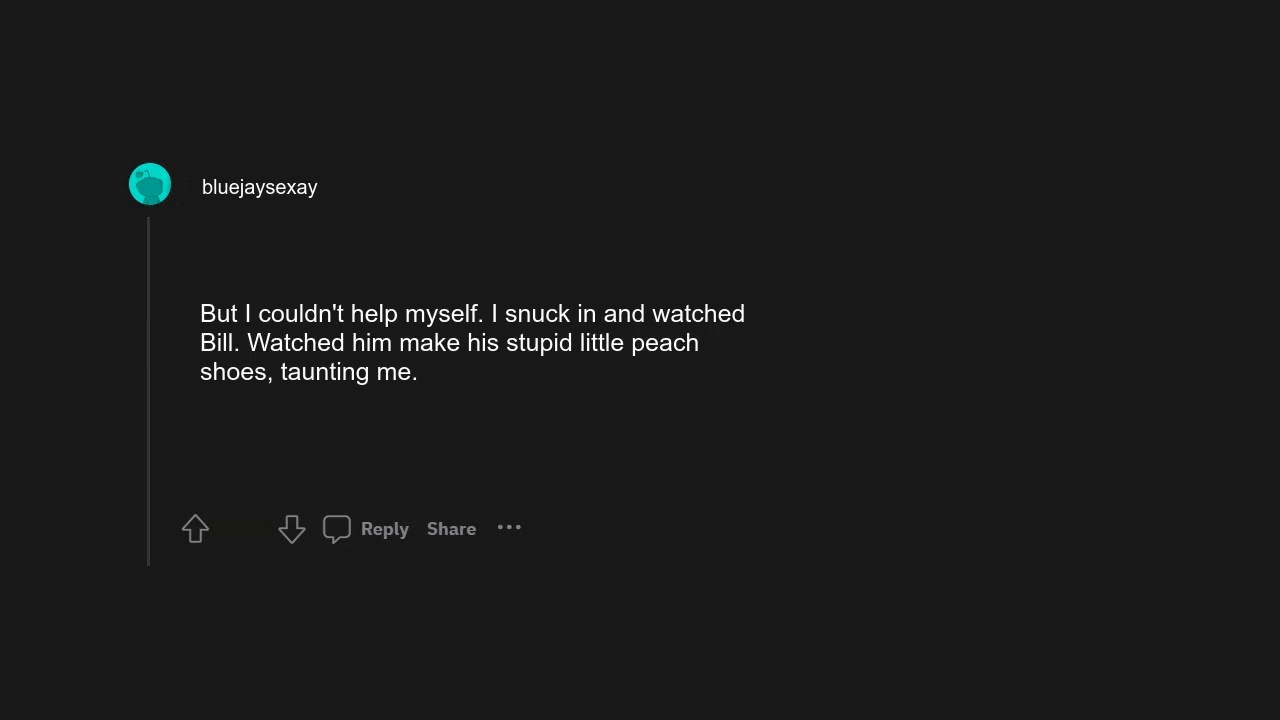 bluejaysexay
But I couldn't help myself. I snuck in and watched
Bill. Watched him make his stupid little peach
shoes, taunting me.
Reply Share